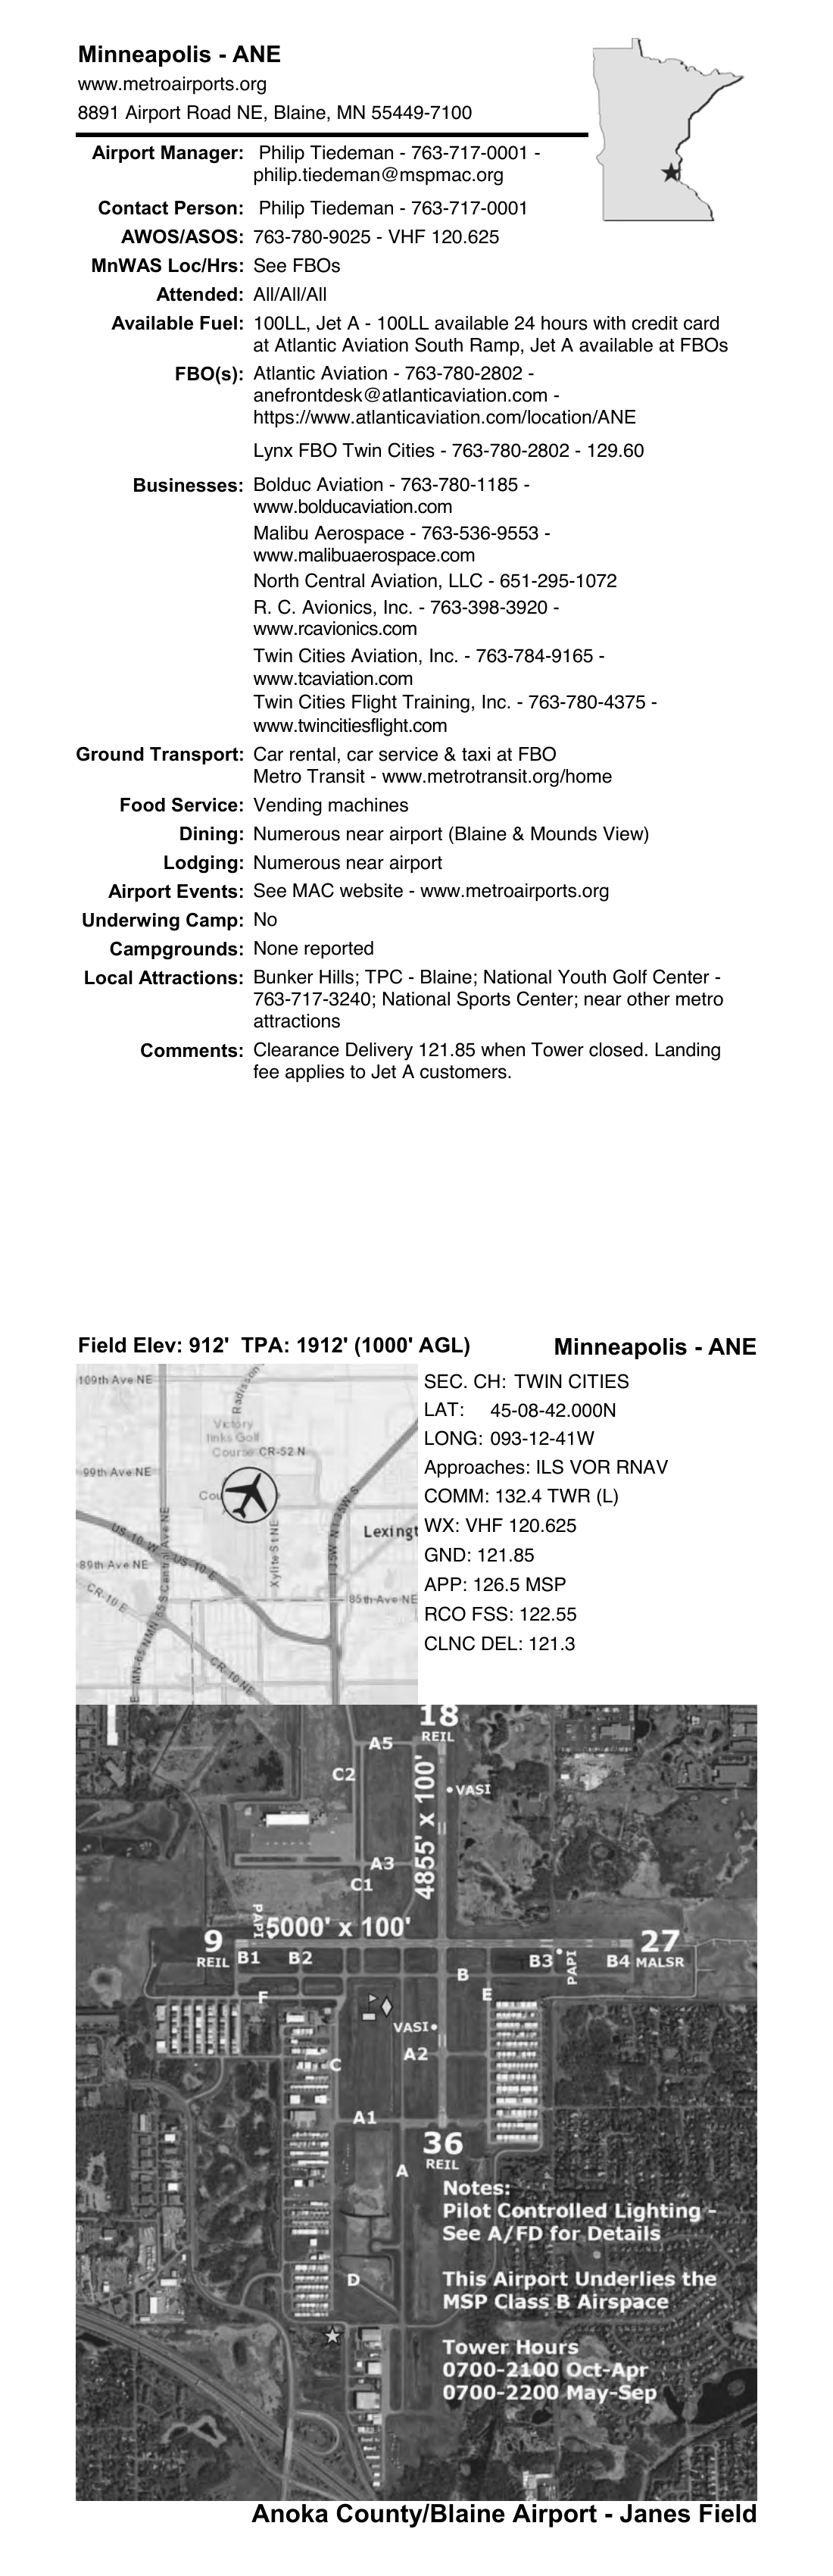 Minneapolis - ANE
www.metroairports.org
8891 Airport Road NE, Blaine, MN 55449-7100
Airport Manager: Philip Tiedeman - 763-717-0001 -
philip.tiedeman@mspmac.org
Contact Person: Philip Tiedeman - 763-717-0001
AWOS/ASOS: 763-780-9025 - VHF 120.625
MnWAS Loc/Hrs: See FBOs
Attended: All/All/All
Available Fuel: 100LL, Jet A - 100LL available 24 hours with credit card
at Atlantic Aviation South Ramp, Jet A available at FBOs
FBO(s): Atlantic Aviation - 763-780-2802 -
anefrontdesk@atlanticaviation.com -
https://www.atlanticaviation.com/location/ANE
Lynx FBO Twin Cities - 763-780-2802 - 129.60
Businesses: Bolduc Aviation - 763-780-1185 -
www.bolducaviation.com
Malibu Aerospace - 763-536-9553 -
www.malibuaerospace.com
North Central Aviation, LLC - 651-295-1072
R. C. Avionics, Inc. - 763-398-3920 -
www.rcavionics.com
Twin Cities Aviation, Inc. - 763-784-9165 -
www.tcaviation.com
Twin Cities Flight Training, Inc. - 763-780-4375 -
www.twincitiesflight.com
Ground Transport: Car rental, car service & taxi at FBO
Metro Transit - www.metrotransit.org/home
Food Service: Vending machines
Dining: Numerous near airport (Blaine & Mounds View)
Lodging: Numerous near airport
Airport Events: See MAC website - www.metroairports.org
Underwing Camp: No
Campgrounds: None reported
Local Attractions: Bunker Hills; TPC - Blaine; National Youth Golf Center -
763-717-3240; National Sports Center; near other metro
attractions
Comments: Clearance Delivery 121.85 when Tower closed. Landing
fee applies to Jet A customers.
Field Elev: 912' TPA: 1912' (1000' AGL)
Minneapolis - ANE
109th Ave NE
Radisson
Victory
links Golf
Course CR-52 N
99th Ave NE
Cou
Lexingt
US-10 W US-10 E
89th Ave NE
CR-10 E
MN-65 N MN-65 S Central Ave NE
Xylite St NE
I-35W N I-35W S
85th Ave NE
CR-10 NE
SEC. CH: TWIN CITIES
LAT: 45-08-42.000N
LONG: 093-12-41W
Approaches: ILS VOR RNAV
COMM: 132.4 TWR (L)
WX: VHF 120.625
GND: 121.85
APP: 126.5 MSP
RCO FSS: 122.55
CLNC DEL: 121.3
18
REIL
A5
C2
VASI
4855' x 100'
A3
C1
PAPI
5000' x 100'
9
REIL
B1
B2
B3
PAPI
B4
27
MALSR
B
F
E
VASI
A2
C
A1
36
REIL
A
D
Notes:
Pilot Controlled Lighting -
See A/FD for Details
This Airport Underlies the
MSP Class B Airspace
Tower Hours
0700-2100 Oct-Apr
0700-2200 May-Sep
Anoka County/Blaine Airport - Janes Field